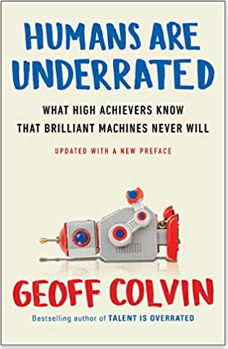 HUMANS ARE
UNDERRATED
WHAT HIGH ACHIEVERS KNOW
THAT BRILLIANT MACHINES NEVER WILL
UPDATED WITH A NEW PREFACE
GEOFF COLVIN
Bestselling author of TALENT IS OVERRATED